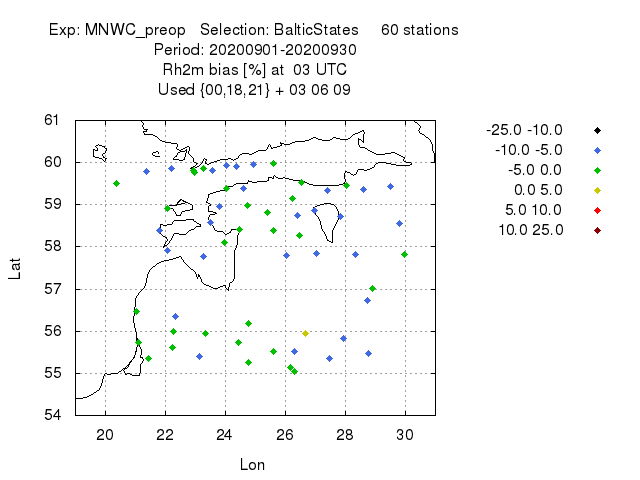 Exp: MNWC_preop Selection: BalticStates 60 stations
Period: 20200901-20200930
Rh2m bias [%] at 03 UTC
Used {00,18,21} + 03 06 09
61
60
59
58
57
56
55
54
Lat
20 22 24 26 28 30
Lon
-25.0 -10.0
-10.0 -5.0
-5.0 0.0
0.0 5.0
5.0 10.0
10.0 25.0